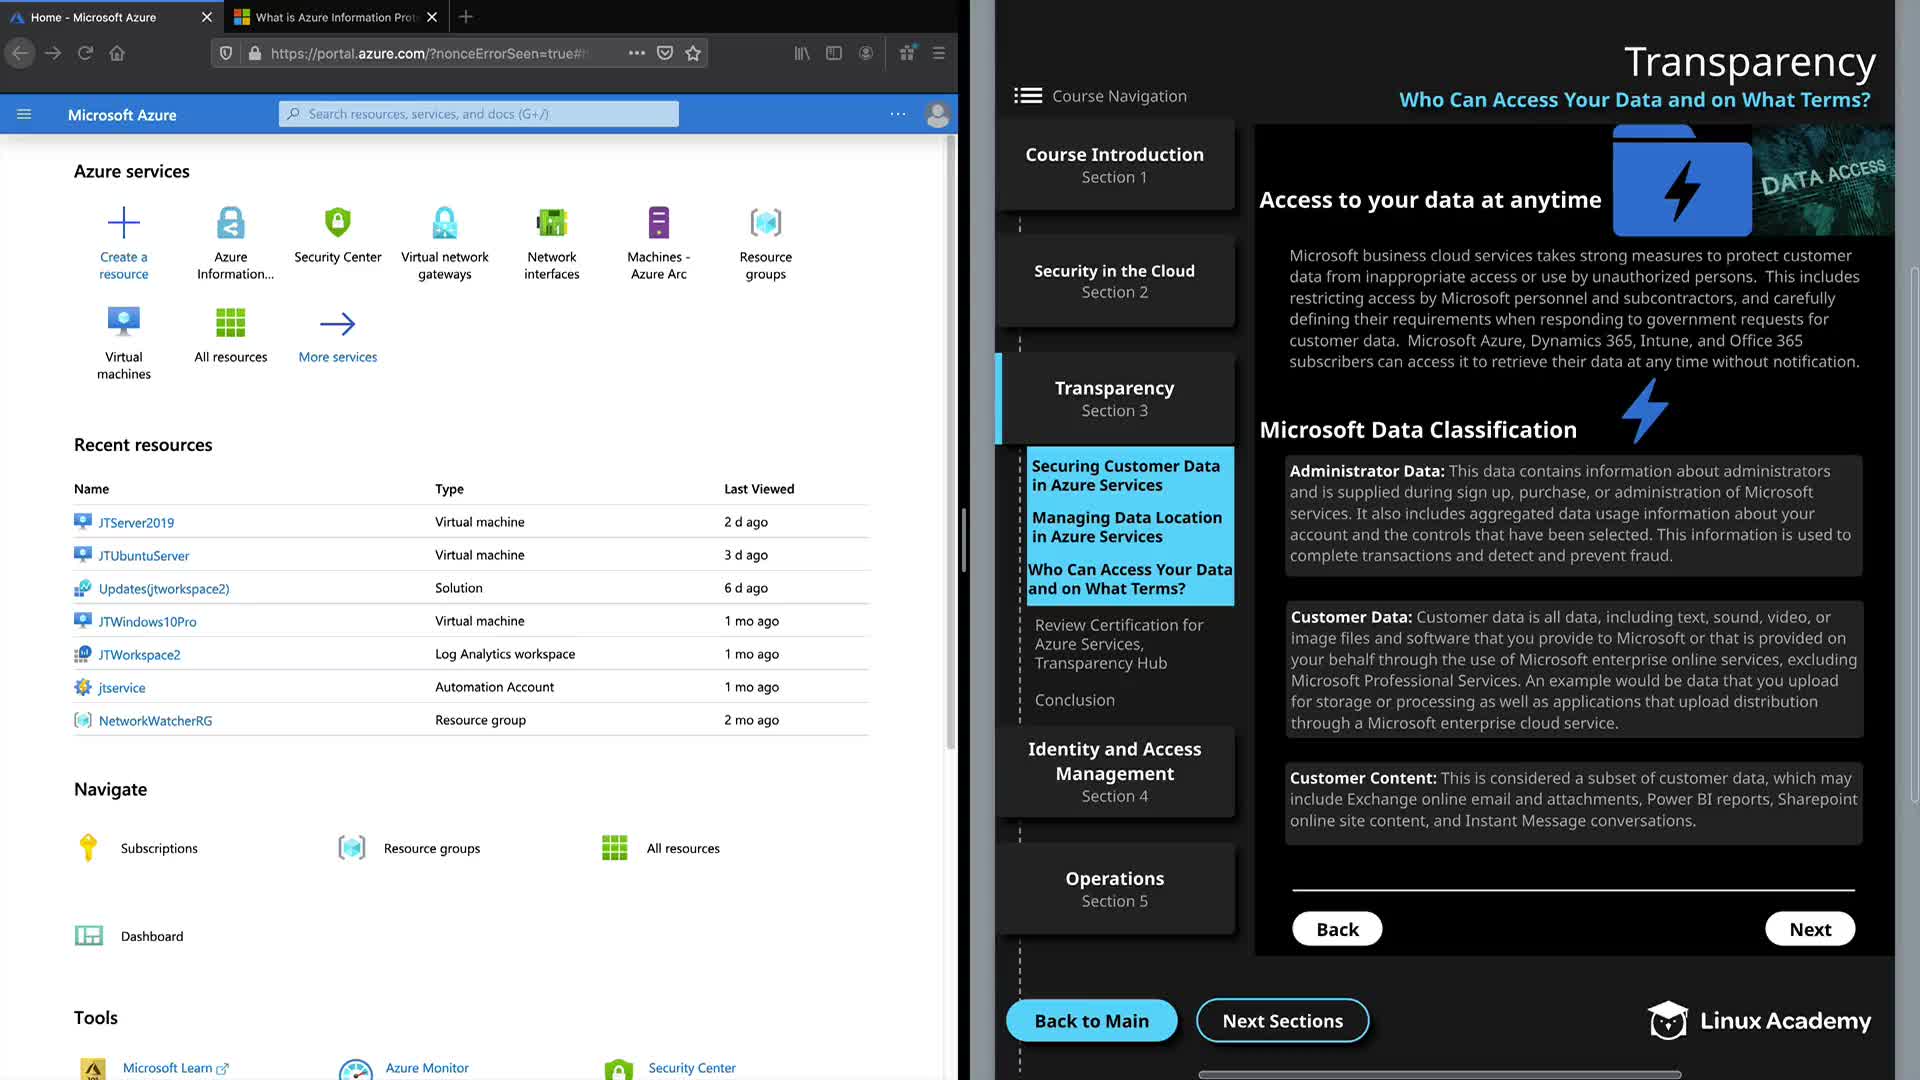 Home - Microsoft Azure
What is Azure Information Prot
https://portal.azure.com/?nonceErrorSeen=true#h
Microsoft Azure
Search resources, services, and docs (G+/)
Azure services
Create a
resource
Azure
Information...
Security Center
Virtual network
gateways
Network
interfaces
Machines -
Azure Arc
Resource
groups
Virtual
machines
All resources
More services
Recent resources
Name Type Last Viewed
JTServer2019 Virtual machine 2 d ago
JTUbuntuServer Virtual machine 3 d ago
Updates(jtworkspace2) Solution 6 d ago
JTWindows10Pro Virtual machine 1 mo ago
JTWorkspace2 Log Analytics workspace 1 mo ago
jtservice Automation Account 1 mo ago
NetworkWatcherRG Resource group 2 mo ago
Navigate
Subscriptions Resource groups All resources
Dashboard
Tools
Microsoft Learn Azure Monitor Security Center
Transparency
Who Can Access Your Data and on What Terms?
Course Navigation
Course Introduction
Section 1
Security in the Cloud
Section 2
Transparency
Section 3
Securing Customer Data
in Azure Services
Managing Data Location
in Azure Services
Who Can Access Your Data
and on What Terms?
Review Certification for
Azure Services,
Transparency Hub
Conclusion
Identity and Access
Management
Section 4
Operations
Section 5
DATA ACCESS
Access to your data at anytime
Microsoft business cloud services takes strong measures to protect customer
data from inappropriate access or use by unauthorized persons. This includes
restricting access by Microsoft personnel and subcontractors, and carefully
defining their requirements when responding to government requests for
customer data. Microsoft Azure, Dynamics 365, Intune, and Office 365
subscribers can access it to retrieve their data at any time without notification.
Microsoft Data Classification
Administrator Data: This data contains information about administrators
and is supplied during sign up, purchase, or administration of Microsoft
services. It also includes aggregated data usage information about your
account and the controls that have been selected. This information is used to
complete transactions and detect and prevent fraud.
Customer Data: Customer data is all data, including text, sound, video, or
image files and software that you provide to Microsoft or that is provided on
your behalf through the use of Microsoft enterprise online services, excluding
Microsoft Professional Services. An example would be data that you upload
for storage or processing as well as applications that upload distribution
through a Microsoft enterprise cloud service.
Customer Content: This is considered a subset of customer data, which may
include Exchange online email and attachments, Power BI reports, Sharepoint
online site content, and Instant Message conversations.
Back
Next
Back to Main
Next Sections
Linux Academy